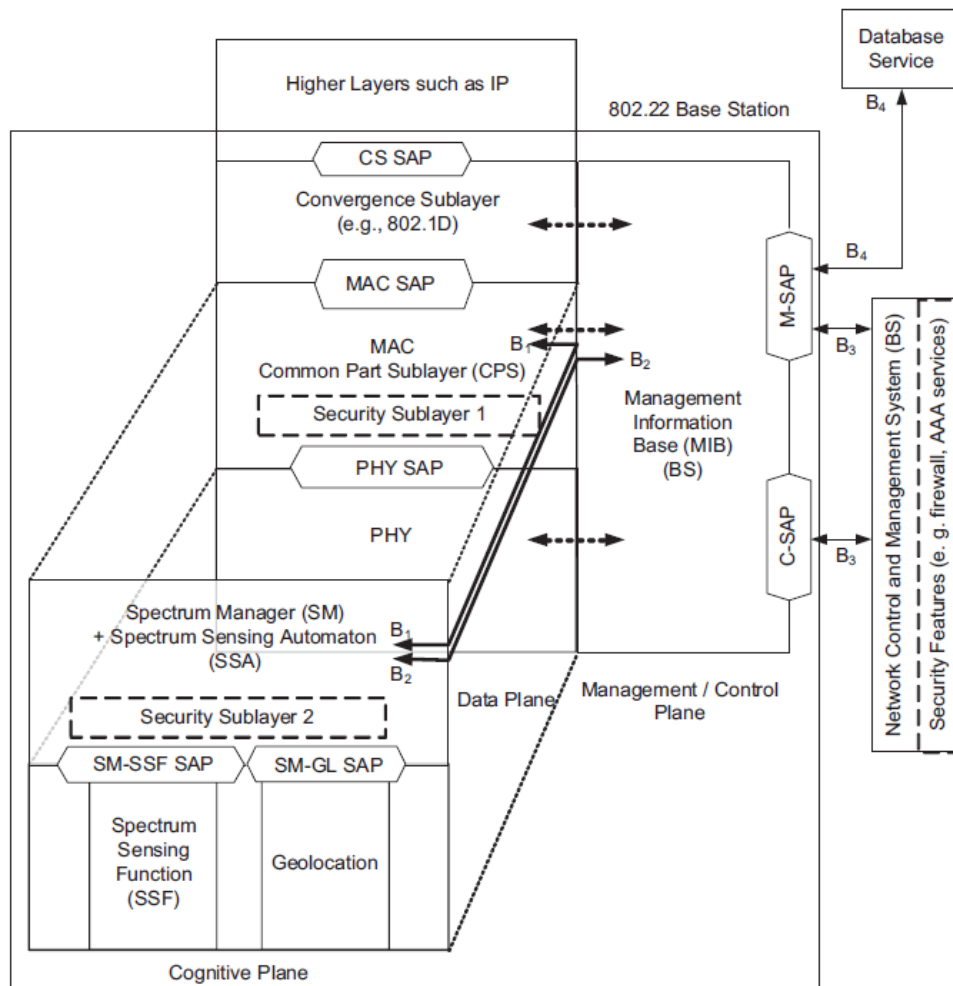 Database
Service
B4
Higher Layers such as IP
802.22 Base Station
CS SAP
Convergence Sublayer
(e.g., 802.1D)
B4
M-SAP
MAC SAP
B3
MAC
Common Part Sublayer (CPS)
B1
B2
Security Sublayer 1
Management
Information
Base (MIB)
(BS)
PHY SAP
PHY
C-SAP
B3
Network Control and Management System (BS)
Security Features (e. g. firewall, AAA services)
Spectrum Manager (SM)
+ Spectrum Sensing Automaton
(SSA)
B1
B2
Data Plane
Management / Control
Plane
Security Sublayer 2
SM-SSF SAP
SM-GL SAP
Spectrum
Sensing
Function
(SSF)
Geolocation
Cognitive Plane